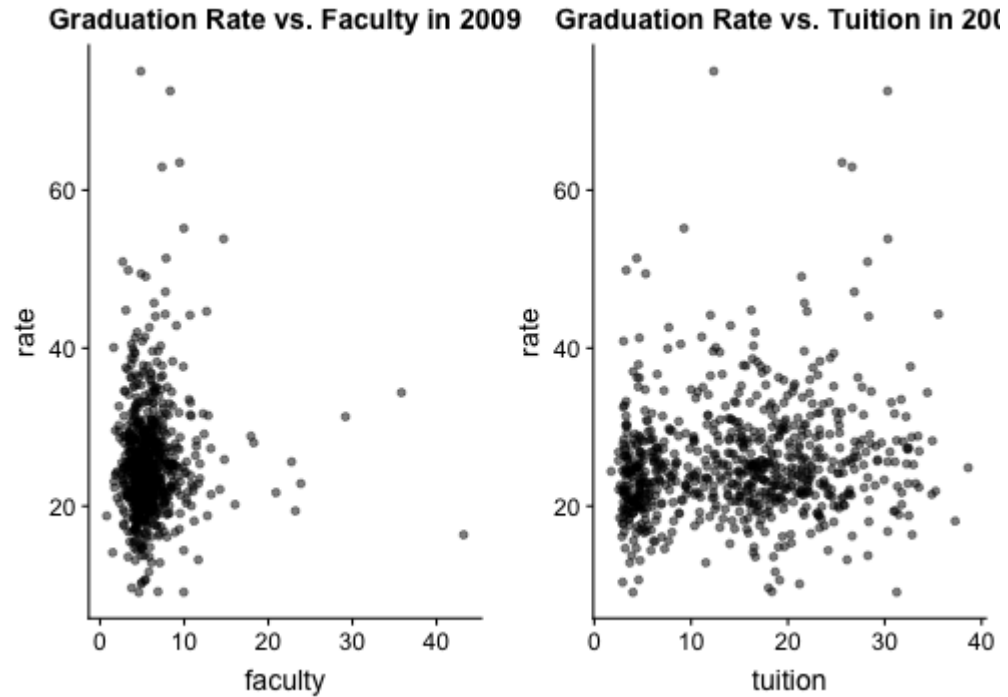 Graduation Rate vs. Faculty in 2009
rate
60
40
20
0 10 20 30 40
faculty
Graduation Rate vs. Tuition in 200
rate
60
40
20
0 10 20 30 40
tuition